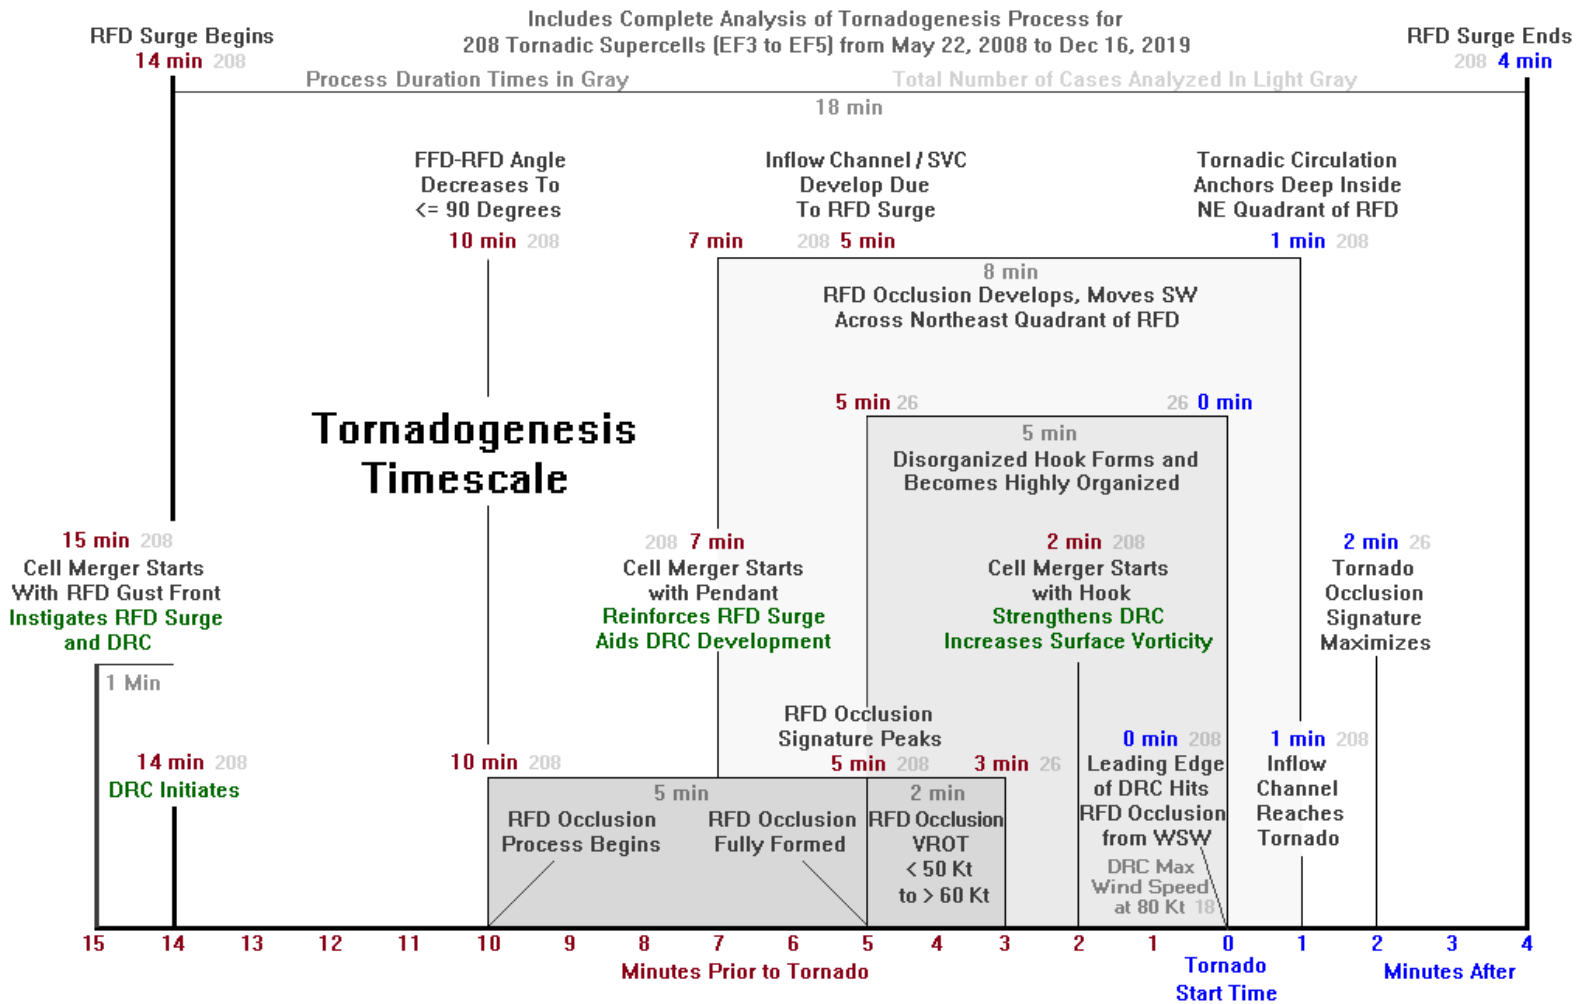 Includes Complete Analysis of Tornadogenesis Process for
208 Tornadic Supercells (EF3 to EF5) from May 22, 2008 to Dec 16, 2019
RFD Surge Begins
14 min 208
RFD Surge Ends
208 4 min
Process Duration Times in Gray
Total Number of Cases Analyzed In Light Gray
18 min
FFD-RFD Angle
Decreases To
<= 90 Degrees
10 min 208
Inflow Channel / SVC
Develop Due
To RFD Surge
7 min
208 5 min
Tornadic Circulation
Anchors Deep Inside
NE Quadrant of RFD
1 min 208
8 min
RFD Occlusion Develops, Moves SW
Across Northeast Quadrant of RFD
Tornadogenesis
Timescale
5 min 26
26 0 min
5 min
Disorganized Hook Forms and
Becomes Highly Organized
15 min 208
Cell Merger Starts
With RFD Gust Front
Instigates RFD Surge
and DRC
1 Min
208 7 min
Cell Merger Starts
with Pendant
Reinforces RFD Surge
Aids DRC Development
2 min 208
Cell Merger Starts
with Hook
Strengthens DRC
Increases Surface Vorticity
2 min 26
Tornado
Occlusion
Signature
Maximizes
14 min 208
DRC Initiates
10 min 208
RFD Occlusion
Signature Peaks
5 min 208
3 min 26
5 min
RFD Occlusion
Process Begins
RFD Occlusion
Fully Formed
2 min
RFD Occlusion
VROT
< 50 Kt
to > 60 Kt
0 min 208
Leading Edge
of DRC Hits
RFD Occlusion
from WSW
DRC Max
Wind Speed
at 80 Kt 18
1 min 208
Inflow
Channel
Reaches
Tornado
15 14 13 12 11 10 9 8 7 6 5 4 3 2 1 0 1 2 3 4
Minutes Prior to Tornado
Tornado
Start Time
Minutes After